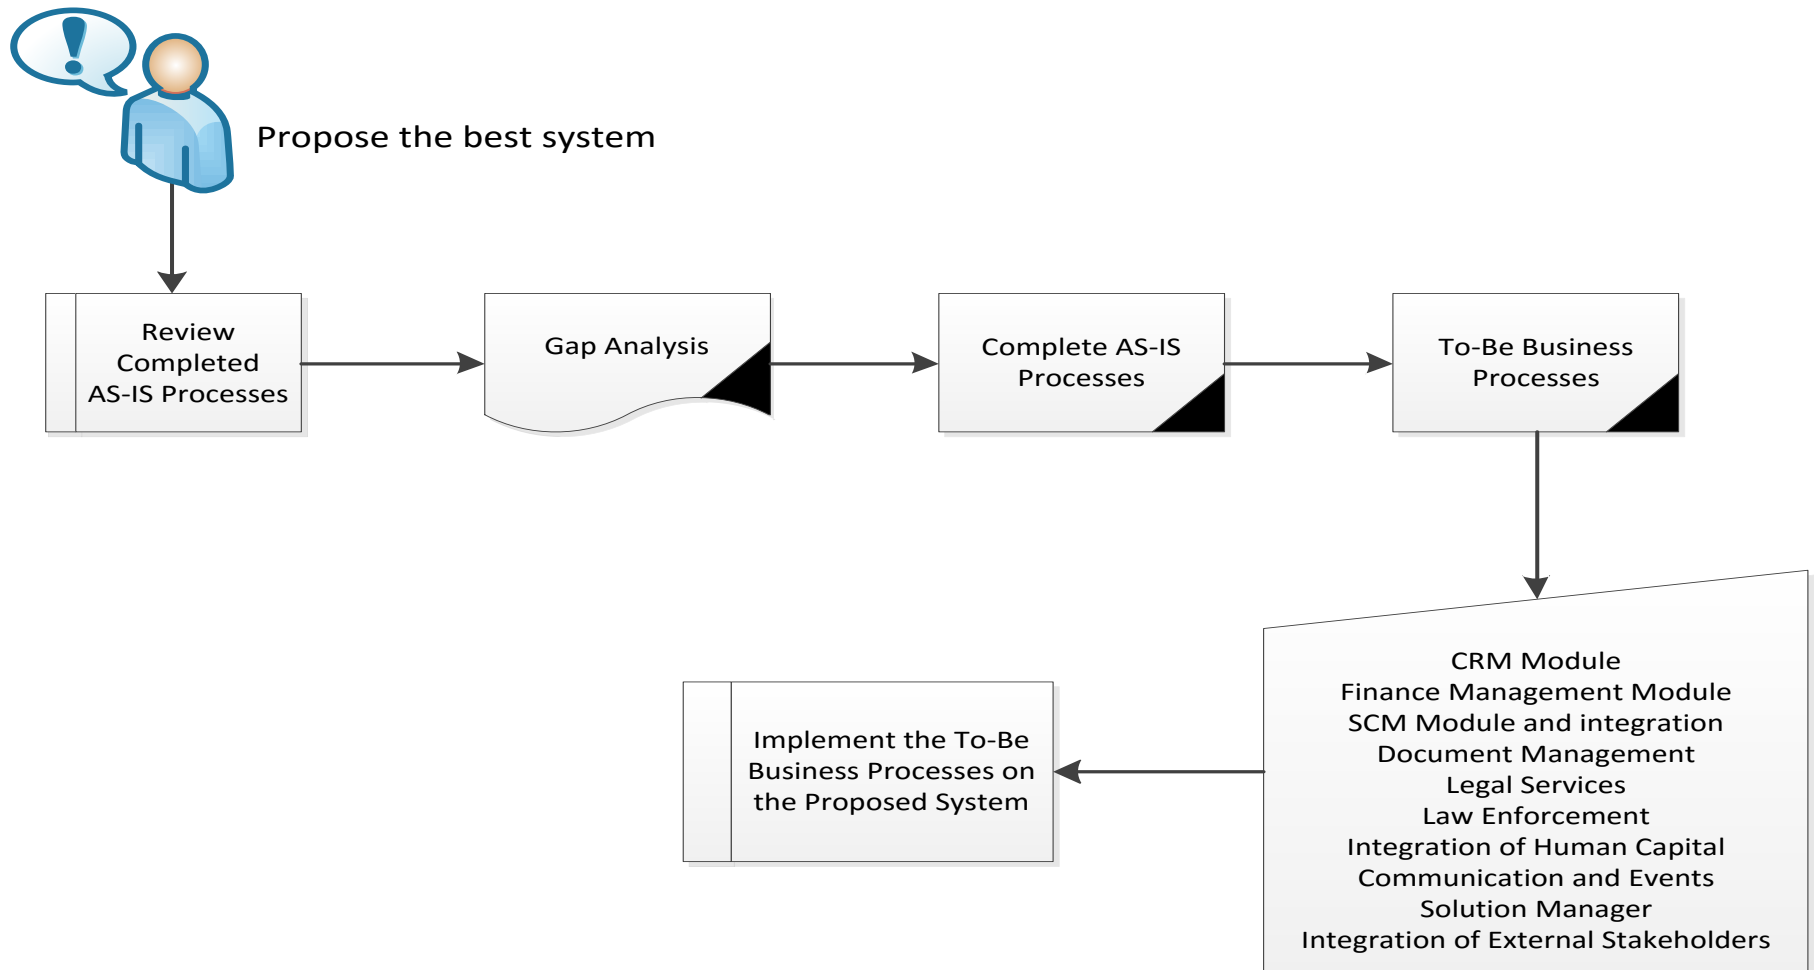 Propose the best system
Review
Completed
AS-IS Processes
Gap Analysis
Complete AS-IS
Processes
To-Be Business
Processes
CRM Module
Finance Management Module
SCM Module and integration
Document Management
Legal Services
Law Enforcement
Integration of Human Capital
Communication and Events
Solution Manager
Integration of External Stakeholders
Implement the To-Be
Business Processes on
the Proposed System